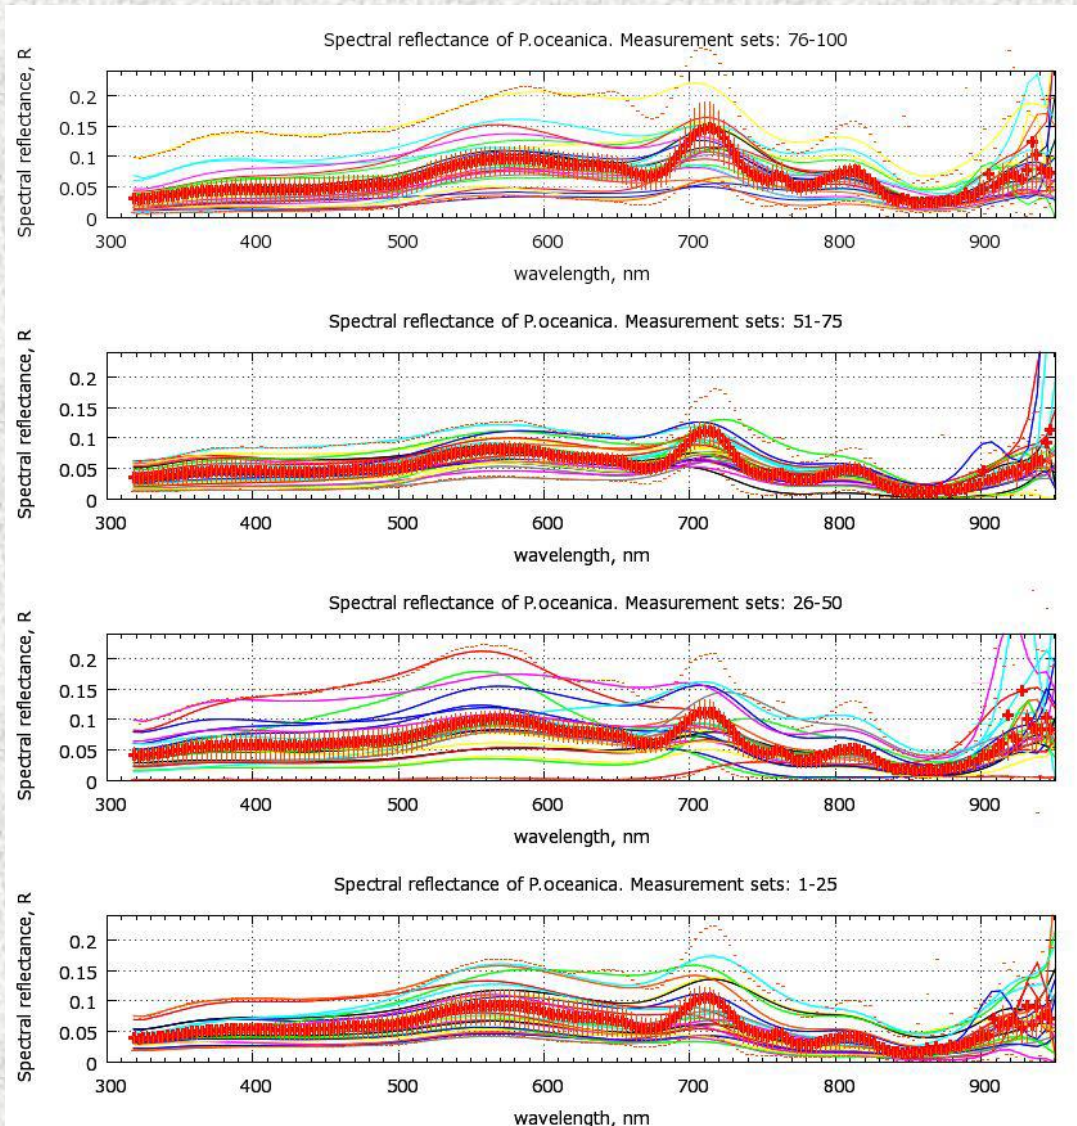 Spectral reflectance of P.oceanica. Measurement sets: 76-100
Spectral reflectance, R
0.2
0.15
0.1
0.05
0
300 400 500 600 700 800 900
wavelength, nm
Spectral reflectance of P.oceanica. Measurement sets: 51-75
Spectral reflectance, R
0.2
0.15
0.1
0.05
0
300 400 500 600 700 800 900
wavelength, nm
Spectral reflectance of P.oceanica. Measurement sets: 26-50
Spectral reflectance, R
0.2
0.15
0.1
0.05
0
300 400 500 600 700 800 900
wavelength, nm
Spectral reflectance of P.oceanica. Measurement sets: 1-25
Spectral reflectance, R
0.2
0.15
0.1
0.05
0
300 400 500 600 700 800 900
wavelength, nm